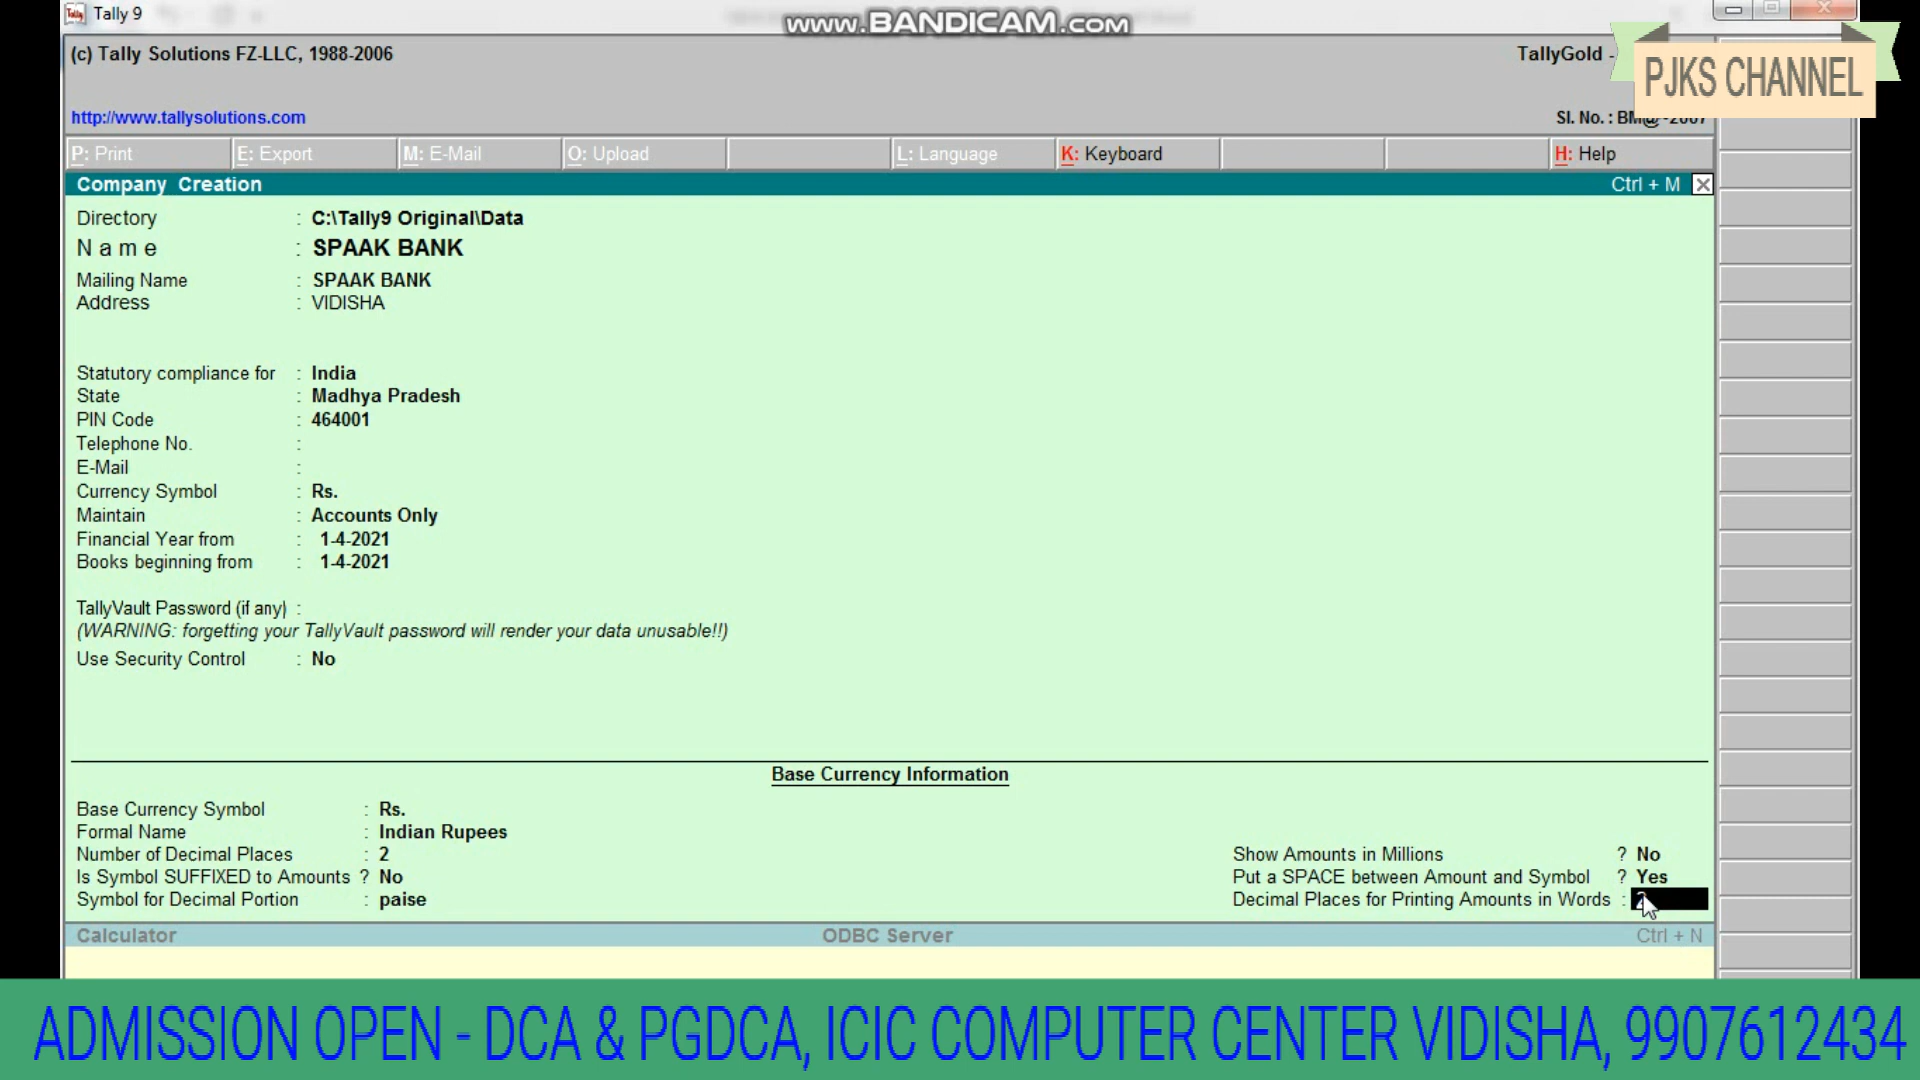 Tally 9
www.BANDICAM.com
(c) Tally Solutions FZ-LLC, 1988-2006
TallyGold -
PJKS CHANNEL
http://www.tallysolutions.com
Sl. No. : BM@
P: Print E: Export M: E-Mail O: Upload L: Language K: Keyboard H: Help
Company Creation Ctrl + M
Directory : C:\Tally9 Original\Data
Name : SPAAK BANK
Mailing Name : SPAAK BANK
Address : VIDISHA
Statutory compliance for : India
State : Madhya Pradesh
PIN Code : 464001
Telephone No. :
E-Mail :
Currency Symbol : Rs.
Maintain : Accounts Only
Financial Year from : 1-4-2021
Books beginning from : 1-4-2021
TallyVault Password (if any) :
(WARNING: forgetting your TallyVault password will render your data unusable!!)
Use Security Control : No
Base Currency Information
Base Currency Symbol : Rs.
Formal Name : Indian Rupees
Number of Decimal Places : 2 Show Amounts in Millions ? No
Is Symbol SUFFIXED to Amounts ? No Put a SPACE between Amount and Symbol ? Yes
Symbol for Decimal Portion : paise Decimal Places for Printing Amounts in Words :
Calculator ODBC Server Ctrl + N
ADMISSION OPEN - DCA & PGDCA, ICIC COMPUTER CENTER VIDISHA, 9907612434